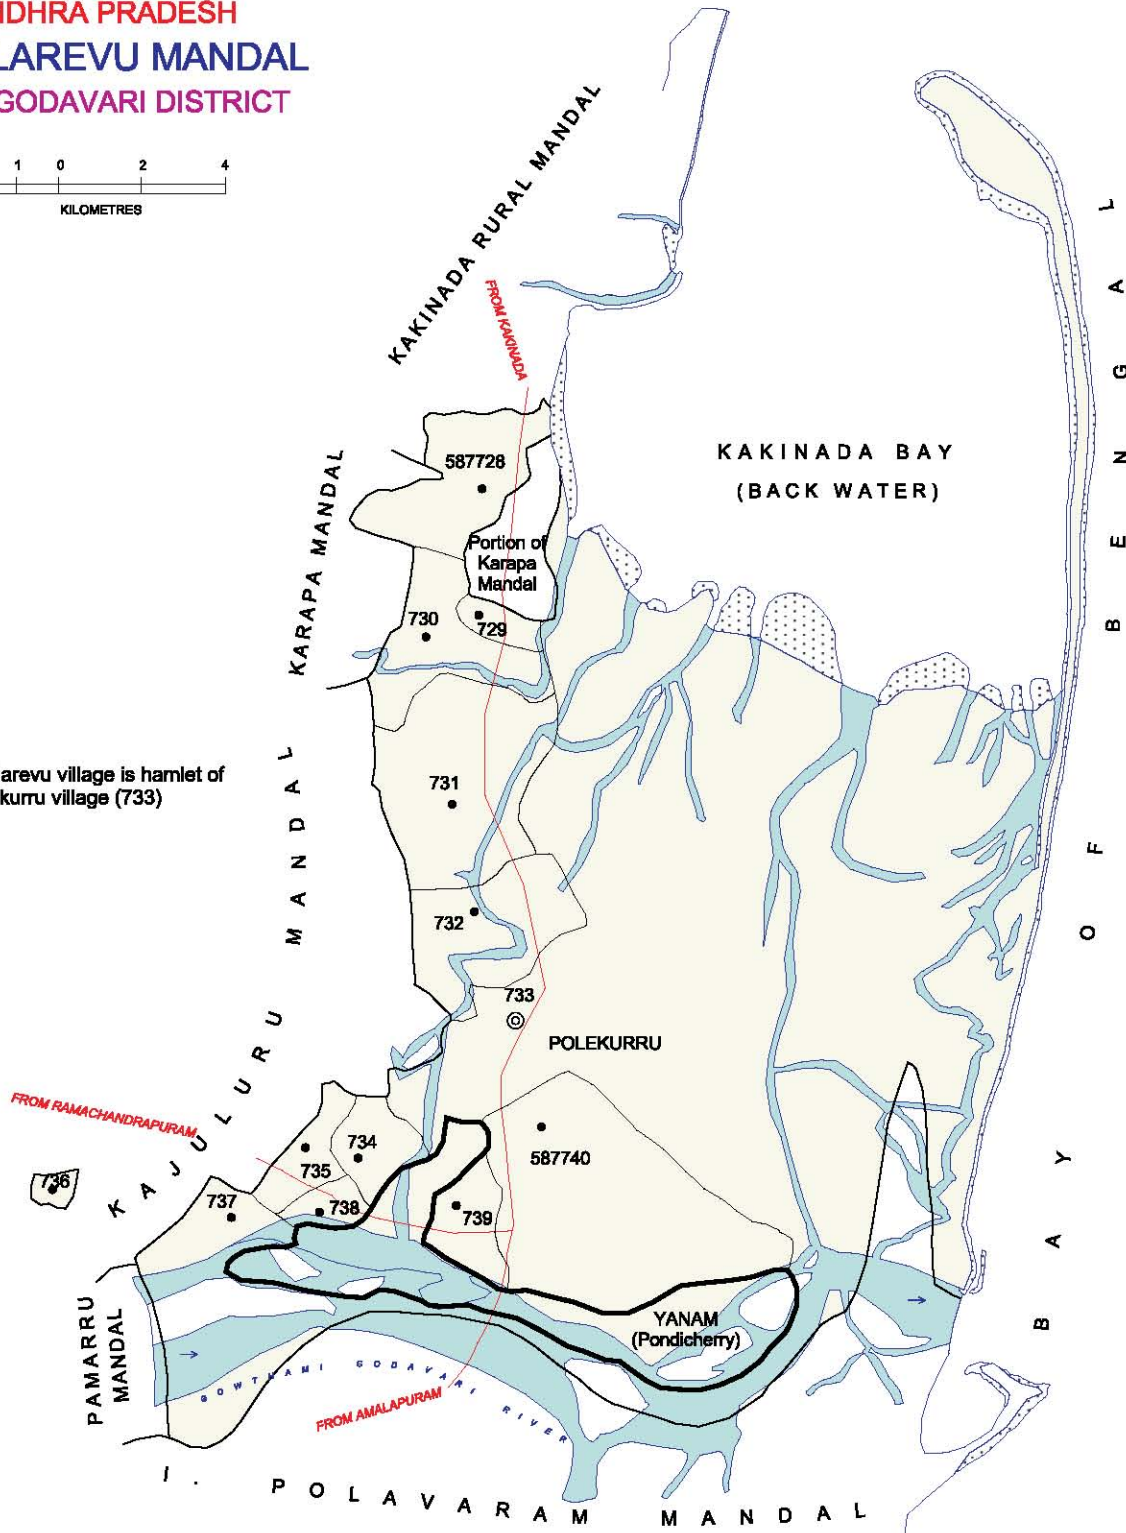 NDHRA PRADESH
LAREVU MANDAL
GODAVARI DISTRICT
1 0 2 4
KILOMETRES
KAKINADA RURAL MANDAL
FROM KAKINADA
KAKINADA BAY
(BACK WATER)
BAY OF BENGAL
587728
Portion of
Karapa
Mandal
KARAPA MANDAL
730
729
731
arevu village is hamlet of
kurru village (733)
732
733
POLEKURRU
KAJULURU MANDAL
FROM RAMACHANDRAPURAM
734
735
587740
736
737
738
739
YANAM
(Pondicherry)
PAMARRU
MANDAL
GOWTHAMI GODAVARI RIVER
FROM AMALAPURAM
I. POLAVARAM MANDAL